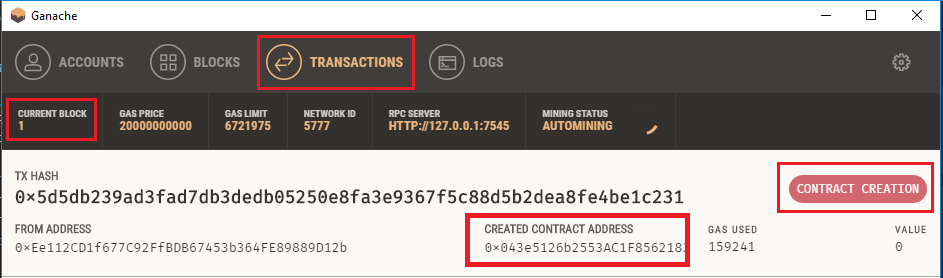 Ganache
ACCOUNTS BLOCKS TRANSACTIONS LOGS
CURRENT BLOCK GAS PRICE GAS LIMIT NETWORK ID RPC SERVER MINING STATUS
1 20000000000 6721975 5777 HTTP://127.0.0.1:7545 AUTOMINING
TX HASH
0×5d5db239ad3fad7db3dedb05250e8fa3e9367f5c88d5b2dea8fe4be1c231 CONTRACT CREATION
FROM ADDRESS CREATED CONTRACT ADDRESS GAS USED VALUE
0×Ee112CD1f677C92FfBDB67453b364FE89889D12b 0×043e5126b2553AC1F856218 159241 0